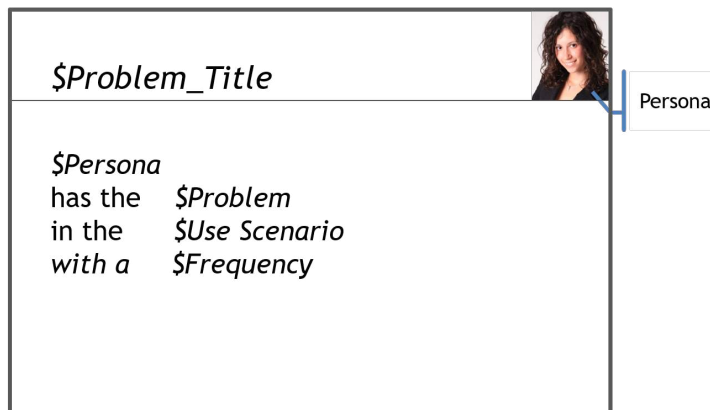 $Problem_Title
Persona
$Persona
has the $Problem
in the $Use Scenario
with a $Frequency